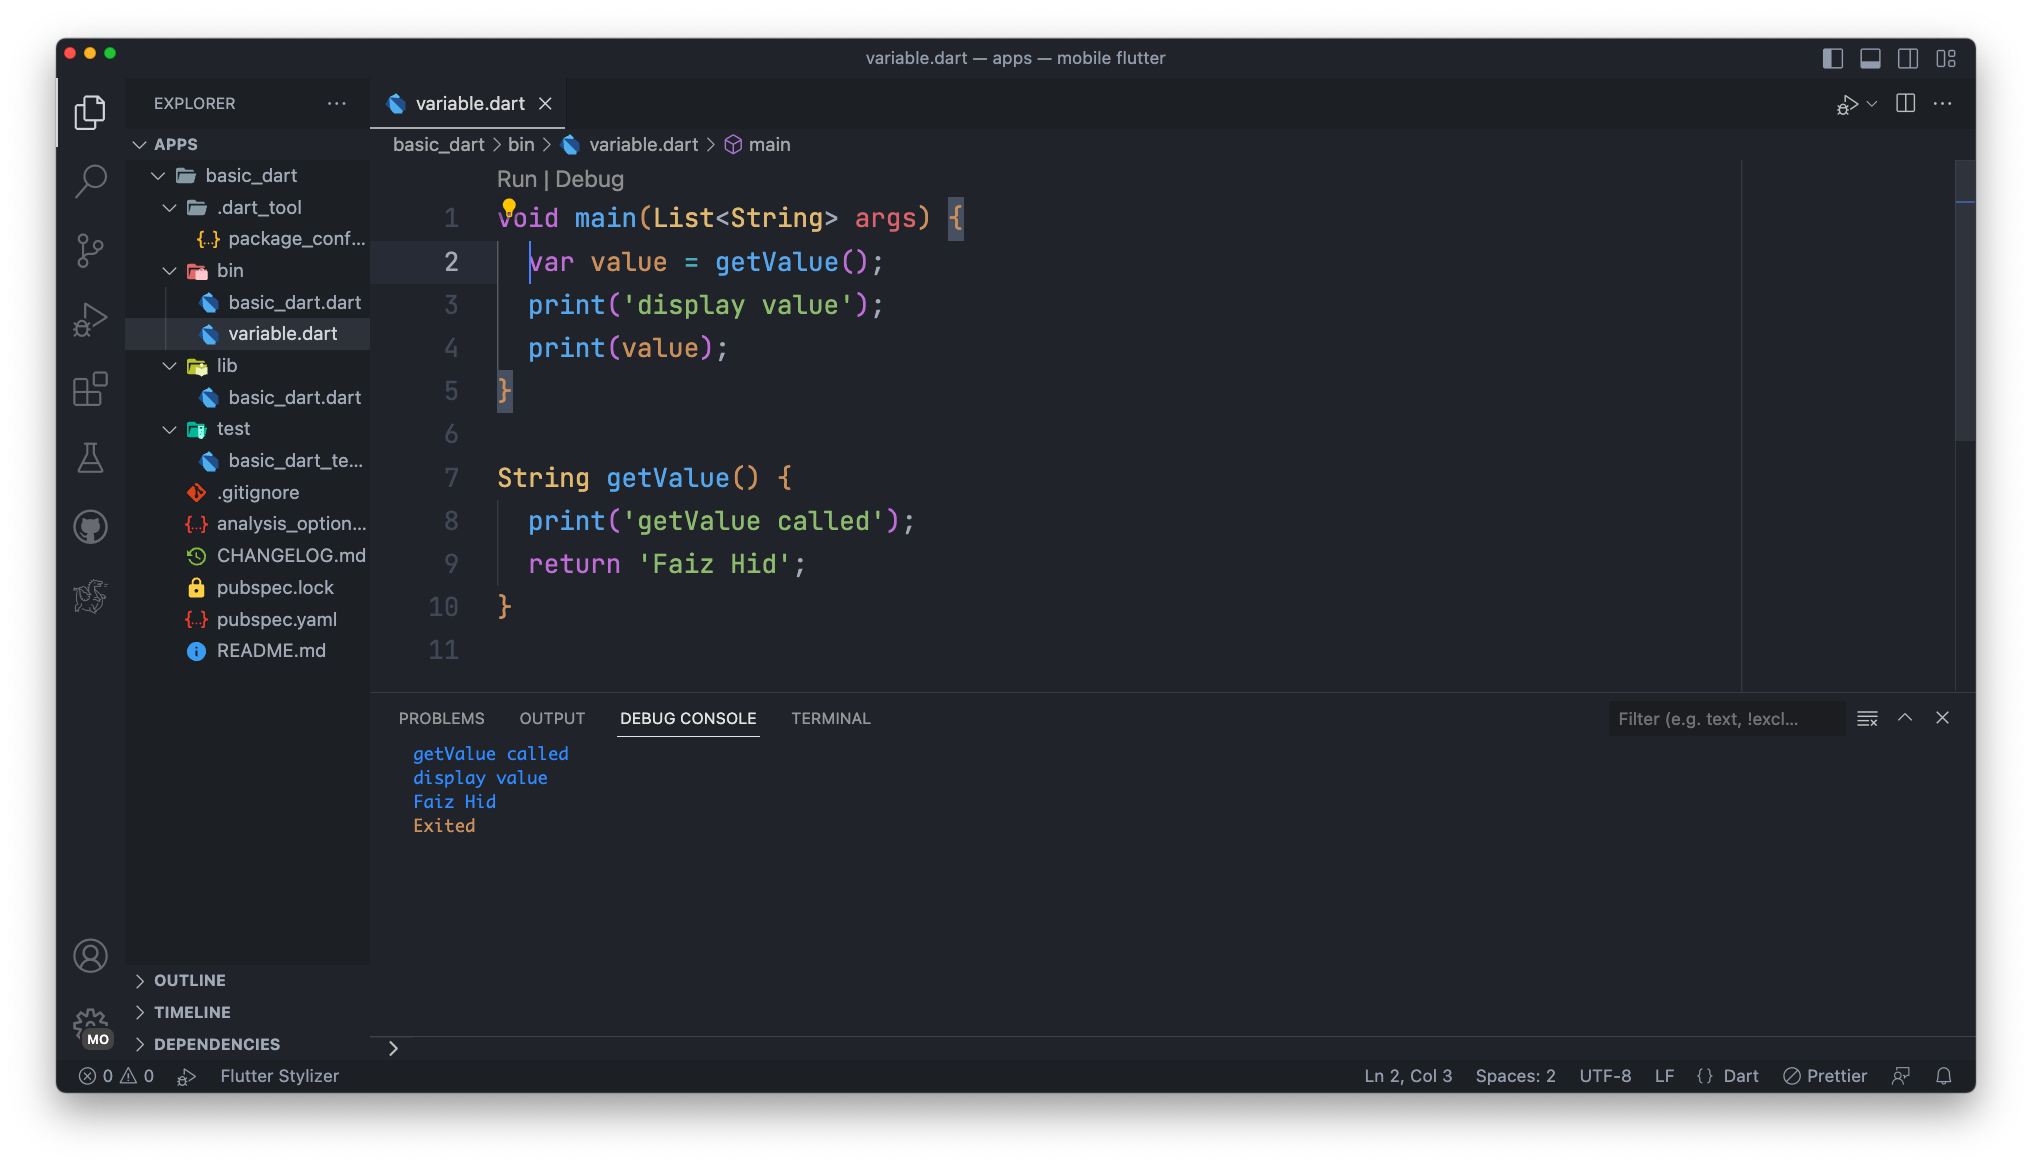 variable.dart — apps — mobile flutter
EXPLORER
variable.dart
APPS
basic_dart
.dart_tool
package_conf...
bin
basic_dart.dart
variable.dart
lib
basic_dart.dart
test
basic_dart_te...
.gitignore
analysis_option...
CHANGELOG.md
pubspec.lock
pubspec.yaml
README.md
OUTLINE
TIMELINE
DEPENDENCIES
MO
basic_dart > bin > variable.dart > main
Run | Debug
1 void main(List<String> args) {
2 var value = getValue();
3 print('display value');
4 print(value);
5 }
6
7 String getValue() {
8 print('getValue called');
9 return 'Faiz Hid';
10 }
11
PROBLEMS OUTPUT DEBUG CONSOLE TERMINAL
Filter (e.g. text, !excl...
getValue called
display value
Faiz Hid
Exited
>
0 0 Flutter Stylizer
Ln 2, Col 3 Spaces: 2 UTF-8 LF {} Dart Prettier